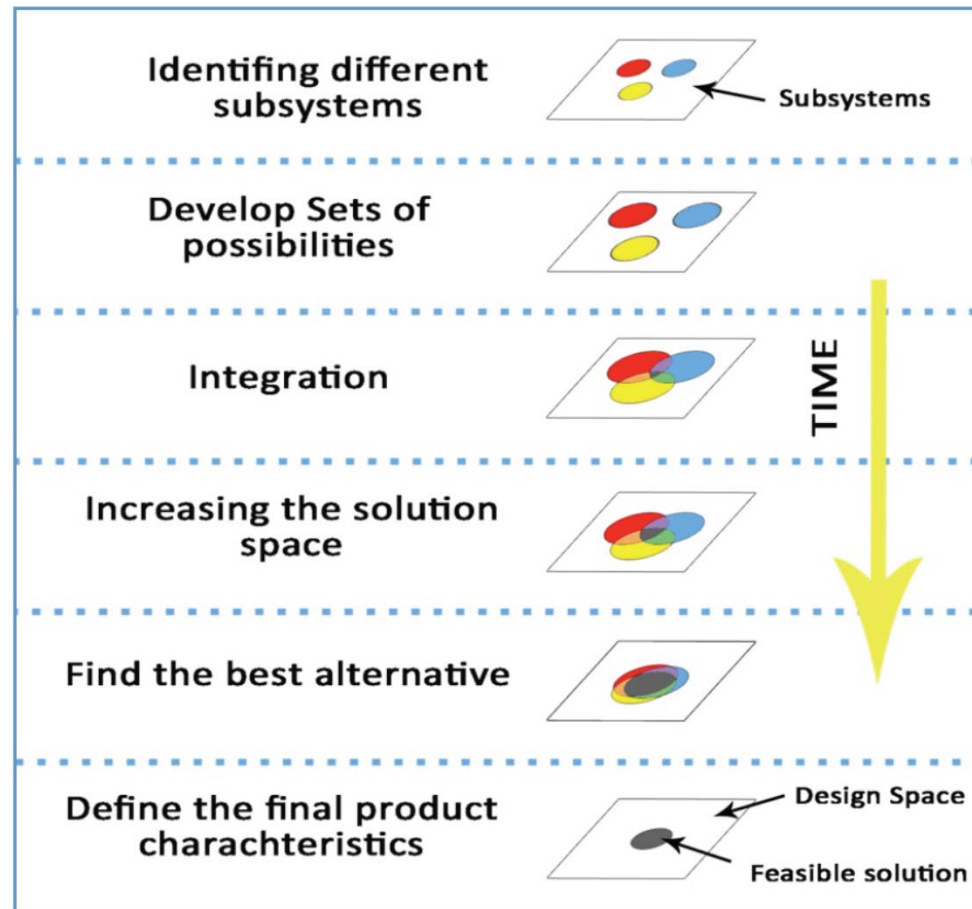 Identifing different
subsystems
Subsystems
Develop Sets of
possibilities
Integration
TIME
Increasing the solution
space
Find the best alternative
Define the final product
charachteristics
Design Space
Feasible solution